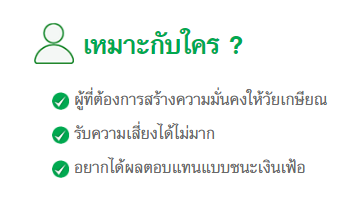 เหมาะกับใคร ?
ผู้ที่ต้องการสร้างความมั่นคงให้วัยเกษียณ
รับความเสี่ยงได้ไม่มาก
อยากได้ผลตอบแทนแบบชนะเงินเฟ้อ